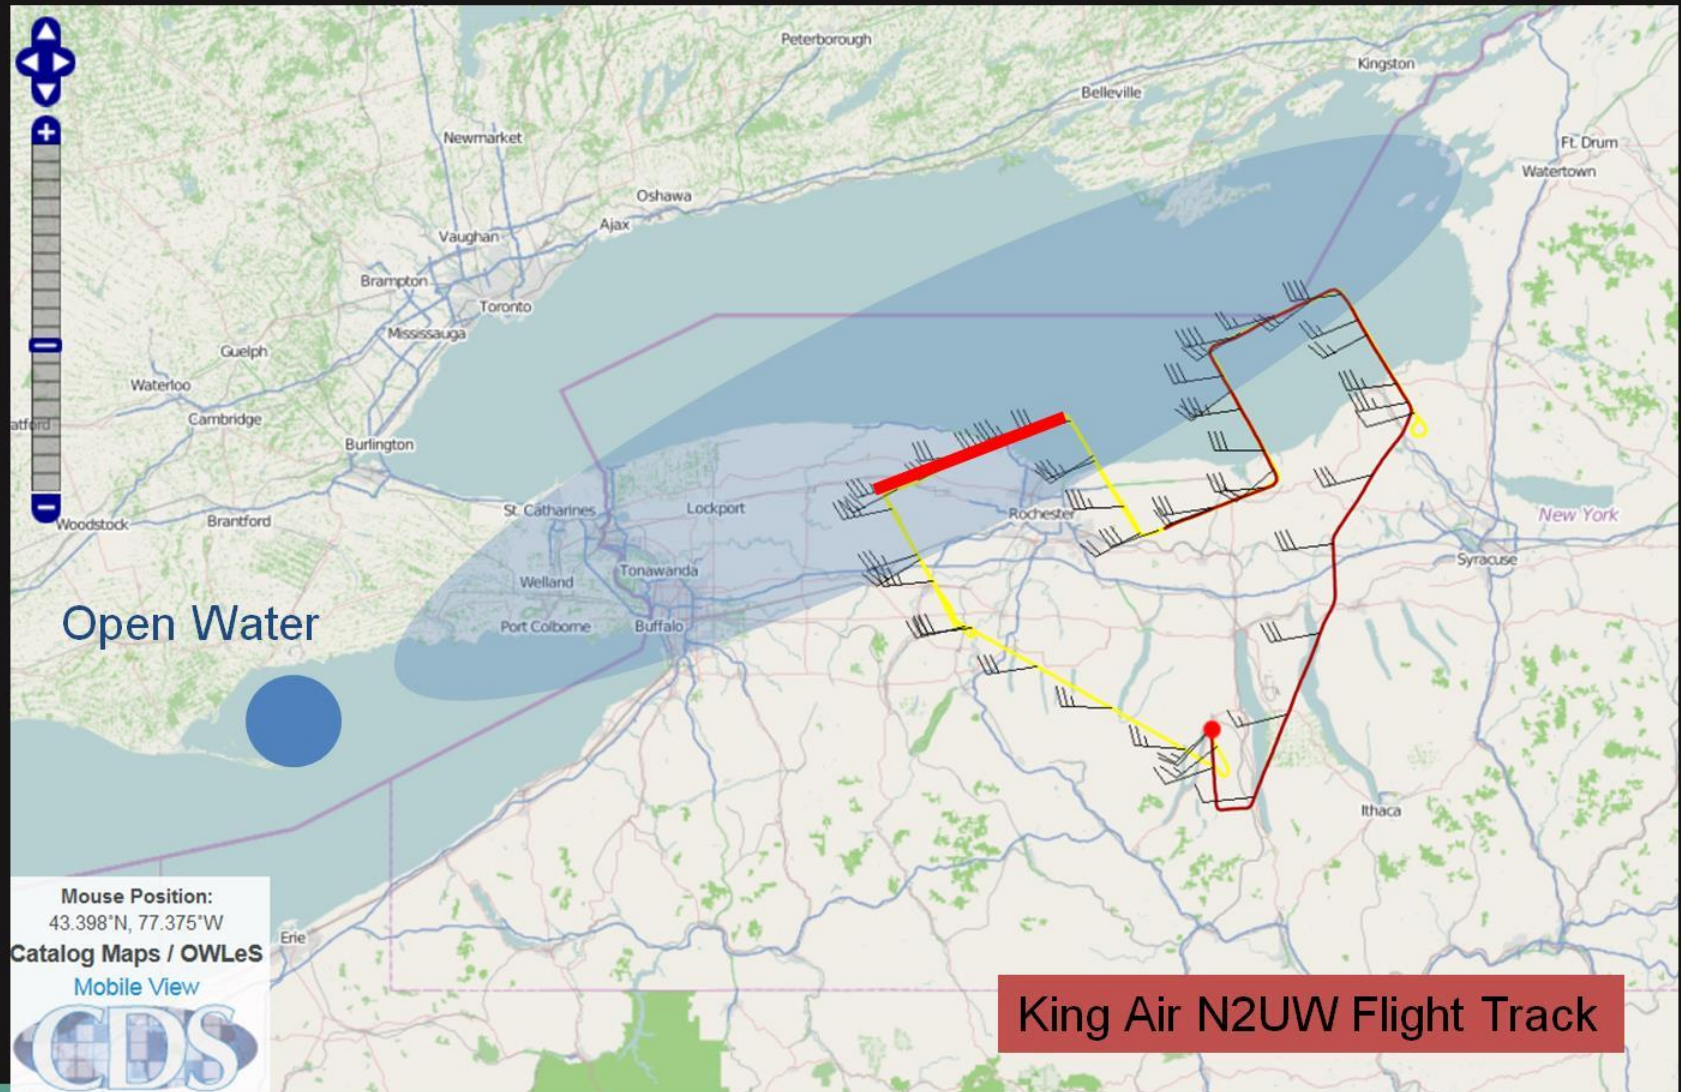 Peterborough
Kingston
Belleville
Newmarket
Ft. Drum
Watertown
Oshawa
Ajax
Vaughan
Brampton
Toronto
Mississauga
Guelph
Waterloo
Cambridge
atford
Burlington
St. Catharines
Lockport
Woodstock
Brantford
Rochester
New York
Syracuse
Tonawanda
Welland
Port Colborne
Buffalo
Open Water
Ithaca
Mouse Position:
43.398°N, 77.375°W
Catalog Maps / OWLeS
Mobile View
CDS
Erie
King Air N2UW Flight Track